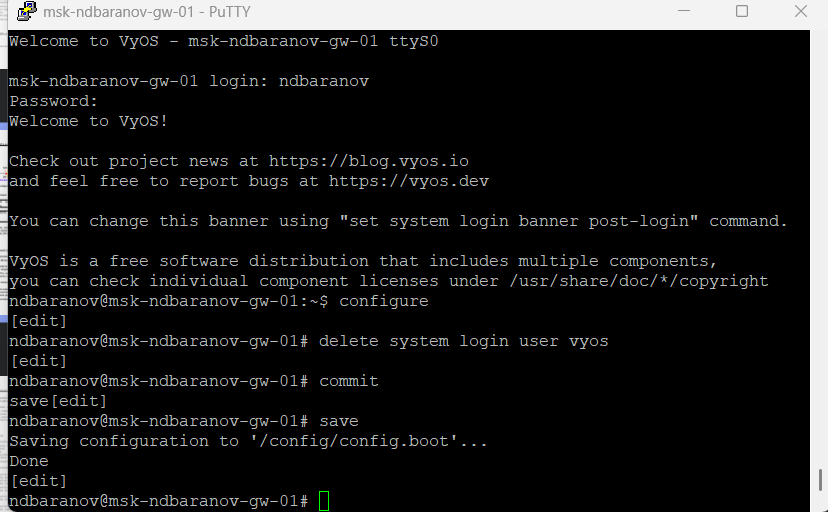 msk-ndbaranov-gw-01 - PuTTY
Welcome to VyOS - msk-ndbaranov-gw-01 ttyS0
msk-ndbaranov-gw-01 login: ndbaranov
Password:
Welcome to VyOS!
Check out project news at https://blog.vyos.io
and feel free to report bugs at https://vyos.dev
You can change this banner using "set system login banner post-login" command.
VyOS is a free software distribution that includes multiple components,
you can check individual component licenses under /usr/share/doc/*/copyright
ndbaranov@msk-ndbaranov-gw-01:~$ configure
[edit]
ndbaranov@msk-ndbaranov-gw-01# delete system login user vyos
[edit]
ndbaranov@msk-ndbaranov-gw-01# commit
save[edit]
ndbaranov@msk-ndbaranov-gw-01# save
Saving configuration to '/config/config.boot'...
Done
[edit]
ndbaranov@msk-ndbaranov-gw-01#